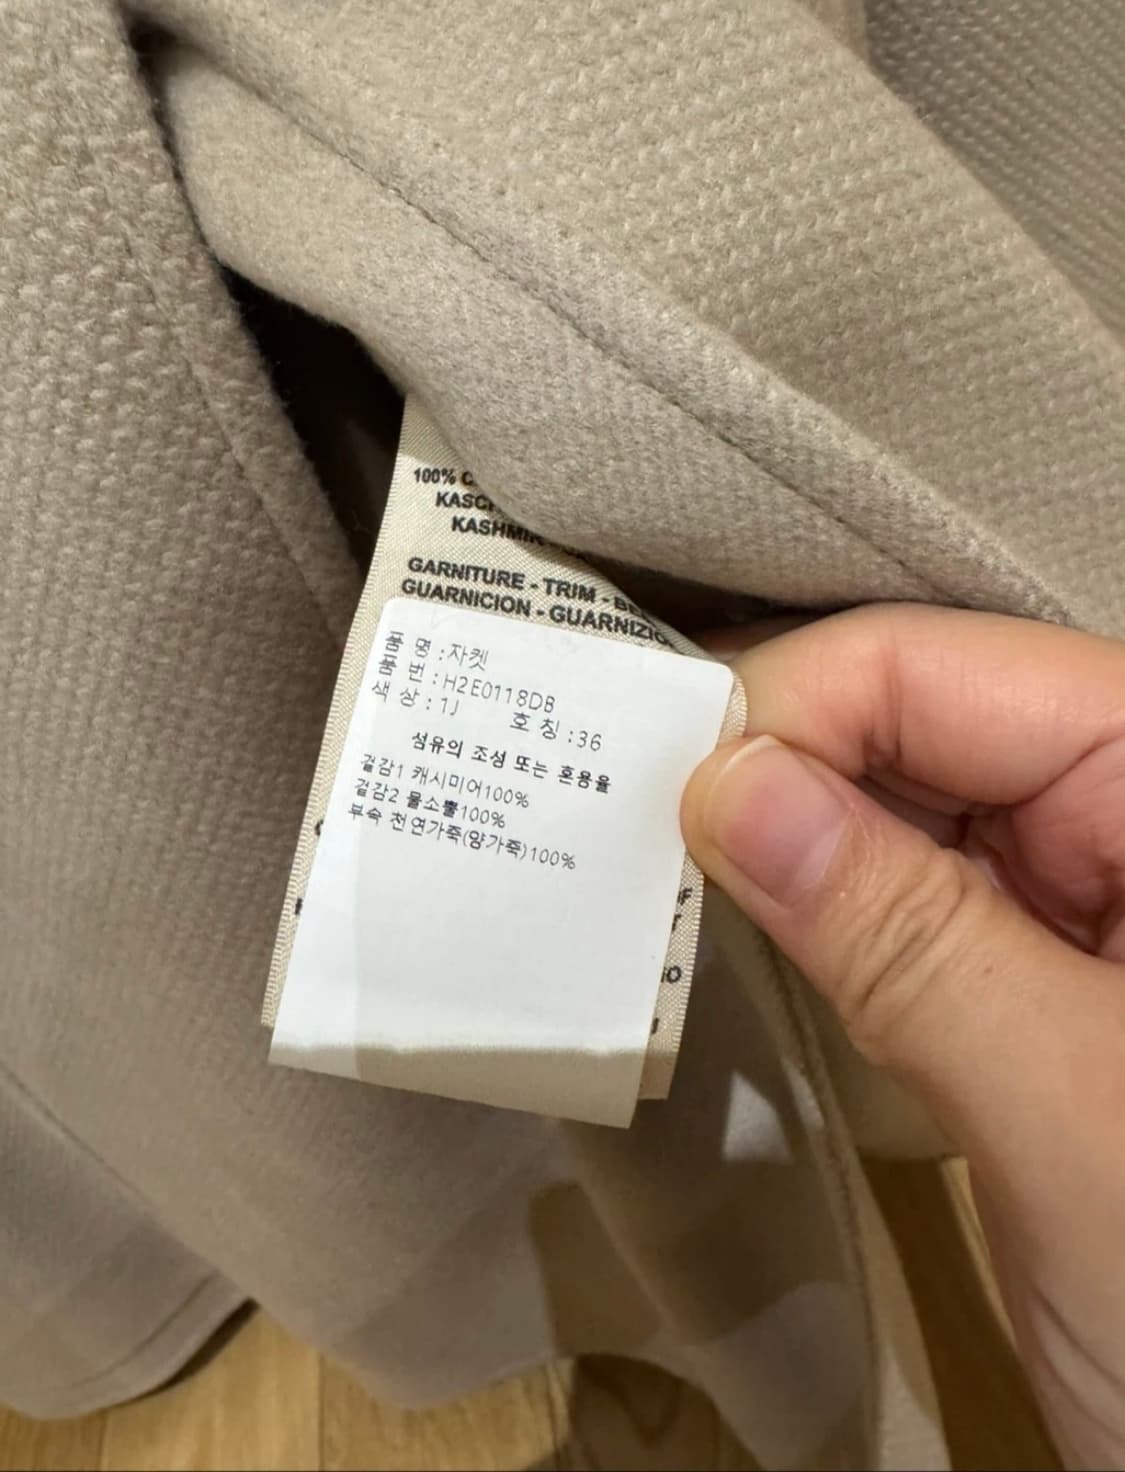 100% C
KASC
KASHMIR
GARNITURE - TRIM - BE
GUARNICION - GUARNIZIO
품 명 : 자켓
품 번 : H2E0118DB
색 상 : 1J 호 칭 : 36
섬유의 조성 또는 혼용율
겉감1 캐시미어100%
겉감2 물소뿔100%
부속 천연가죽(양가죽)100%